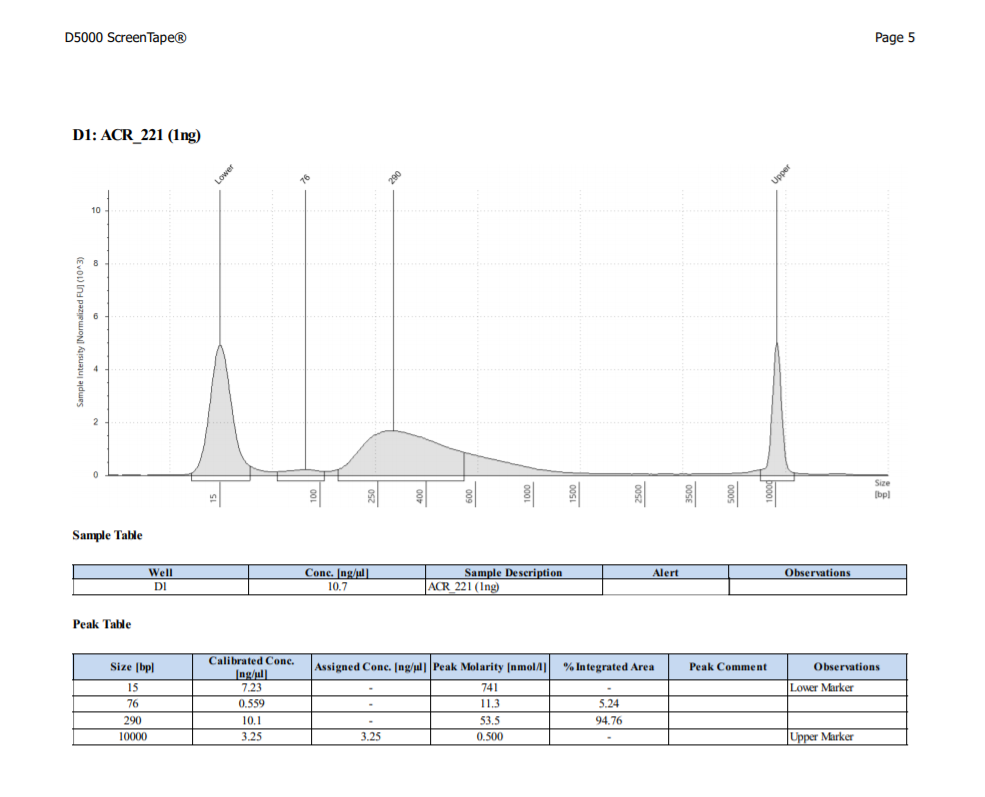 D5000 ScreenTape® Page 5
D1: ACR_221 (1ng)
Lower 76 290 Upper
Sample Intensity [Normalized FU] (10^3)
10
8
6
4
2
0
15 100 250 400 600 1000 1500 2500 3500 5000 10000
Size
[bp]
Sample Table
Well Conc. [ng/µl] Sample Description Alert Observations
D1 10.7 ACR_221 (1ng)
Peak Table
Size [bp] Calibrated Conc. [ng/µl] Assigned Conc. [ng/µl] Peak Molarity [nmol/l] % Integrated Area Peak Comment Observations
15 7.23 - 741 - Lower Marker
76 0.559 - 11.3 5.24
290 10.1 - 53.5 94.76
10000 3.25 3.25 0.500 - Upper Marker